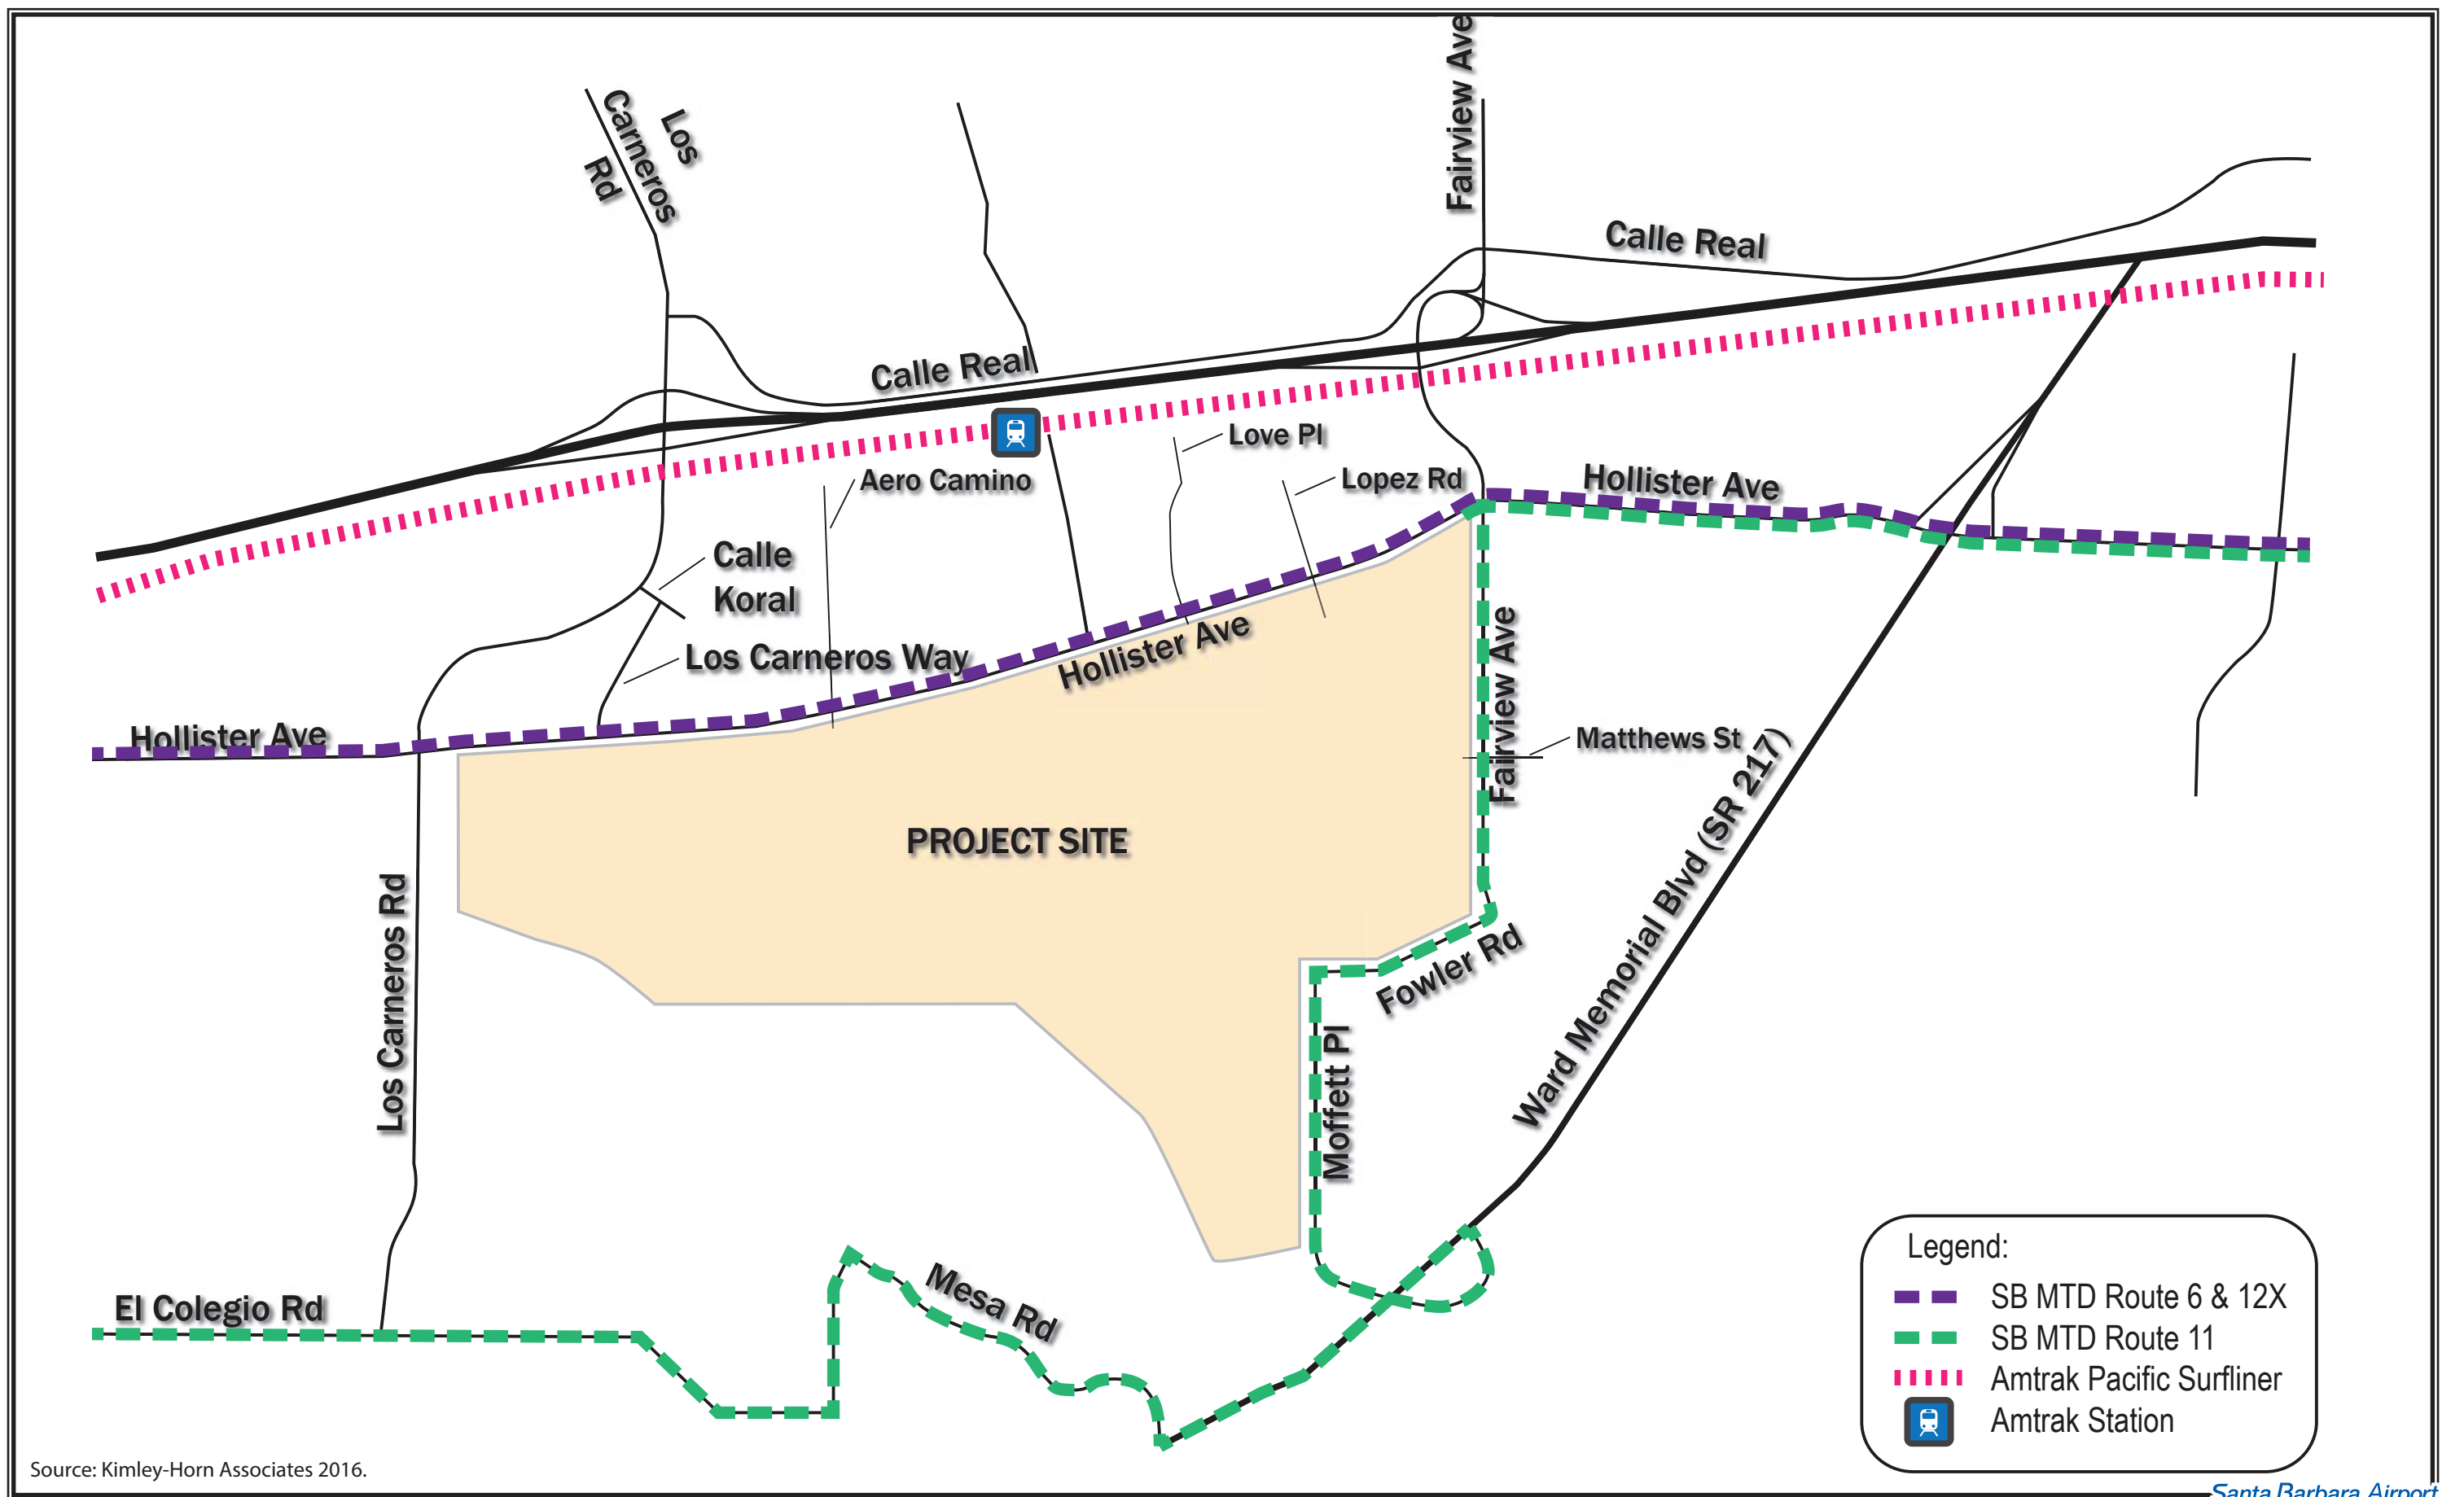 Fairview Ave
Los
Carneros
Rd
Calle Real
Calle Real
Love Pl
Lopez Rd
Aero Camino
Hollister Ave
Calle
Koral
Los Carneros Way
Hollister Ave
Hollister Ave
Fairview Ave
Matthews St
PROJECT SITE
Ward Memorial Blvd (SR 217)
Los Carneros Rd
Fowler Rd
Moffett Pl
Mesa Rd
El Colegio Rd
Legend:
SB MTD Route 6 & 12X
SB MTD Route 11
Amtrak Pacific Surfliner
Amtrak Station
Source: Kimley-Horn Associates 2016.
Santa Barbara Airport